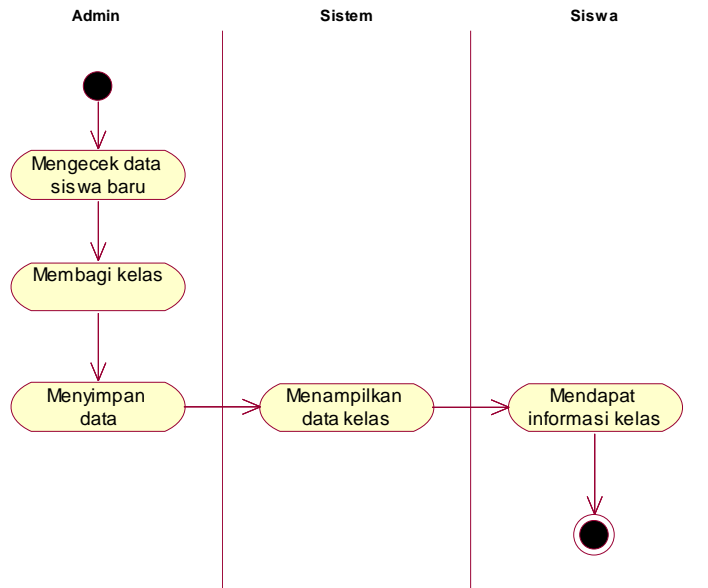 Admin
Sistem
Siswa
Mengecek data
siswa baru
Membagi kelas
Menyimpan
data
Menampilkan
data kelas
Mendapat
informasi kelas